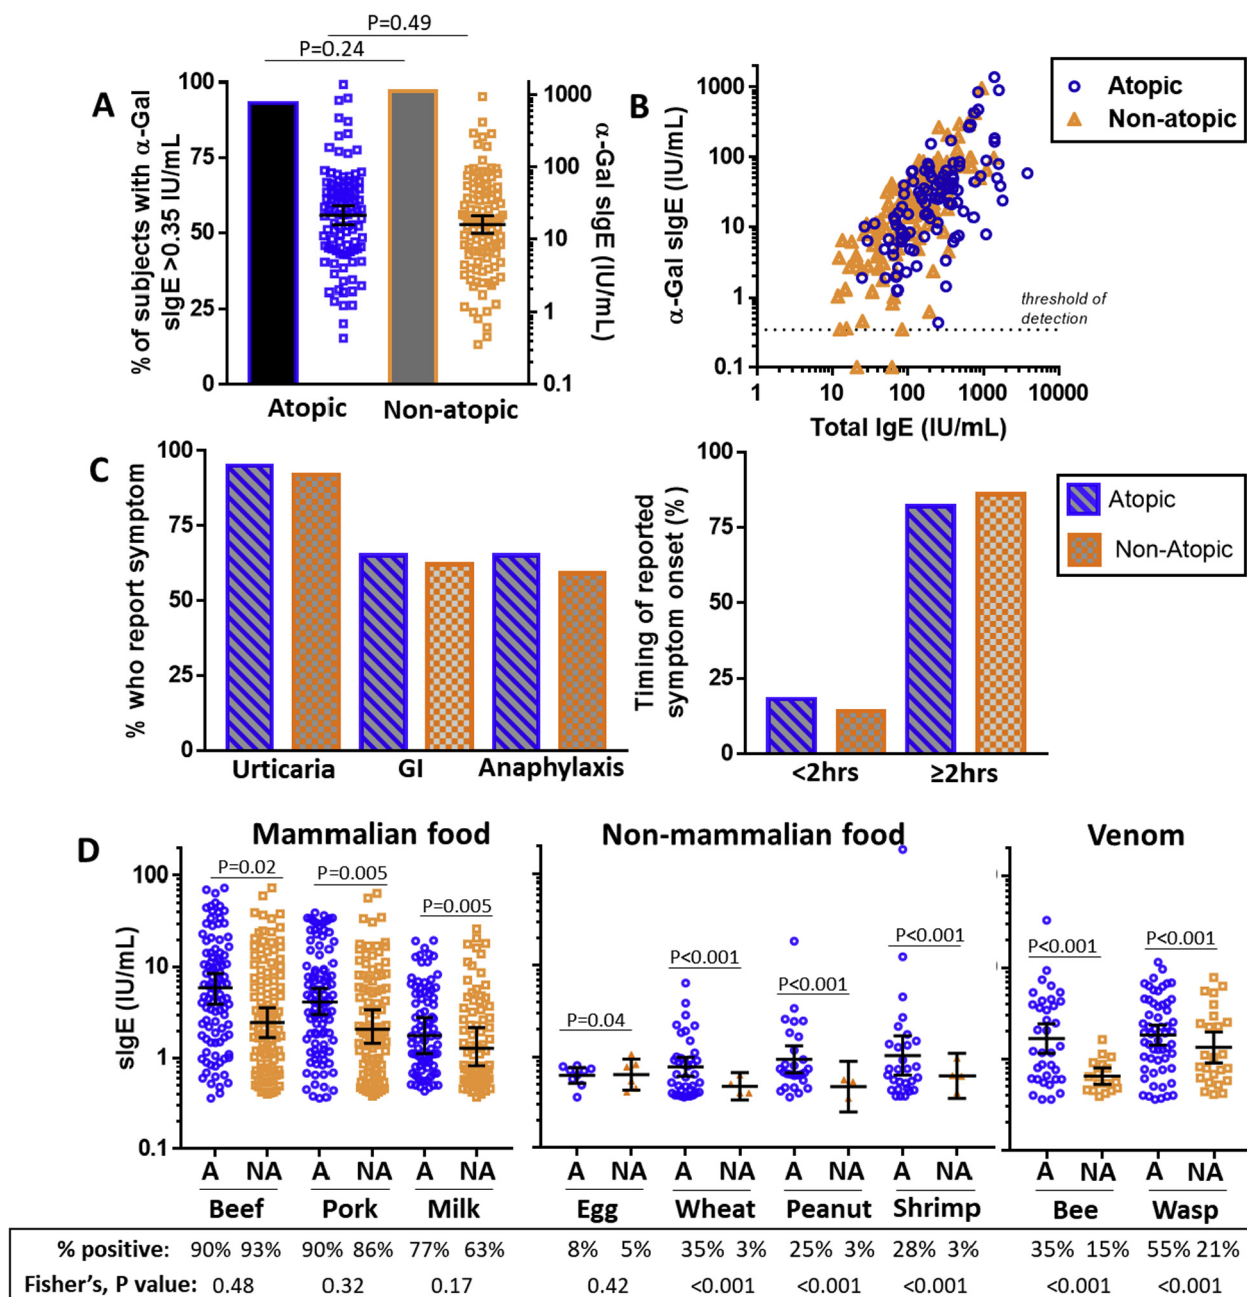 P=0.49
P=0.24
A
% of subjects with α-Gal
sIgE >0.35 IU/mL
100
75
50
25
0
1000
100
10
1
0.1
α-Gal sIgE (IU/mL)
Atopic
Non-atopic
B
α-Gal sIgE (IU/mL)
1000
100
10
1
0.1
threshold of
detection
1
10
100
1000
10000
Total IgE (IU/mL)
Atopic
Non-atopic
C
% who report symptom
100
75
50
25
0
Urticaria
GI
Anaphylaxis
Timing of reported
symptom onset (%)
100
75
50
25
0
<2hrs
≥2hrs
Atopic
Non-Atopic
D
Mammalian food
Non-mammalian food
Venom
sIgE (IU/mL)
100
10
1
0.1
P=0.02
P=0.005
P=0.005
P=0.04
P<0.001
P<0.001
P<0.001
P<0.001
P<0.001
A NA A NA A NA A NA A NA A NA A NA A NA A NA
Beef Pork Milk Egg Wheat Peanut Shrimp Bee Wasp
% positive: 90% 93% 90% 86% 77% 63% 8% 5% 35% 3% 25% 3% 28% 3% 35% 15% 55% 21%
Fisher's, P value: 0.48 0.32 0.17 0.42 <0.001 <0.001 <0.001 <0.001 <0.001